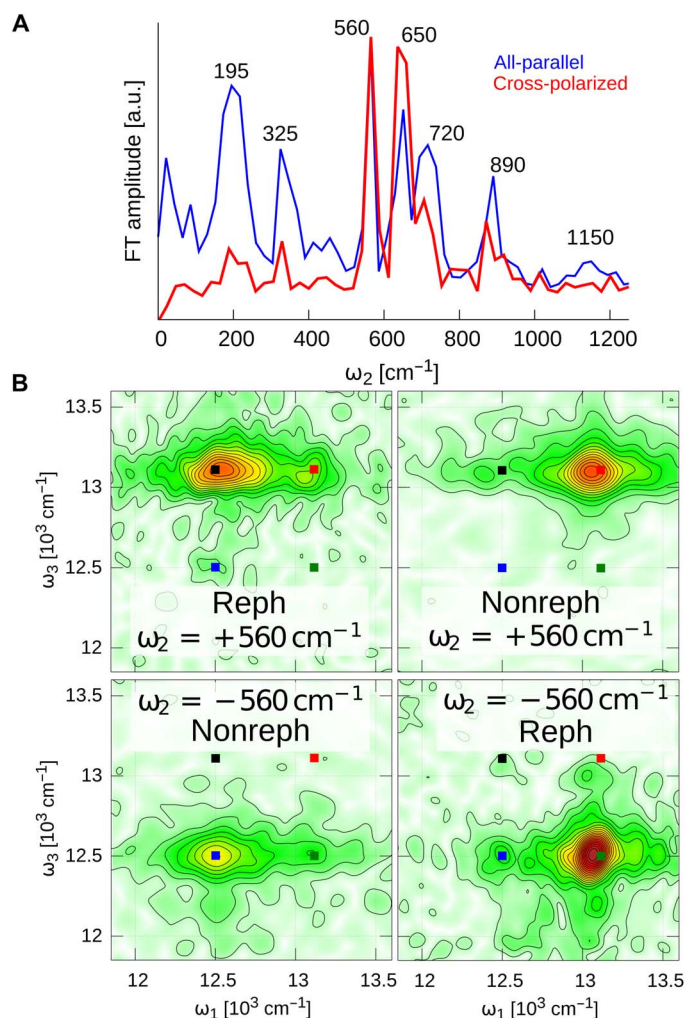 A
560
650
All-parallel
Cross-polarized
195
325
720
890
1150
FT amplitude [a.u.]
0 200 400 600 800 1000 1200
ω₂ [cm⁻¹]
B
13.5
13
12.5
12
ω₃ [10³ cm⁻¹]
Reph
ω₂ = +560 cm⁻¹
Nonreph
ω₂ = +560 cm⁻¹
13.5
13
12.5
12
ω₃ [10³ cm⁻¹]
ω₂ = −560 cm⁻¹
Nonreph
ω₂ = −560 cm⁻¹
Reph
12 12.5 13 13.5
12 12.5 13 13.5
ω₁ [10³ cm⁻¹]
ω₁ [10³ cm⁻¹]